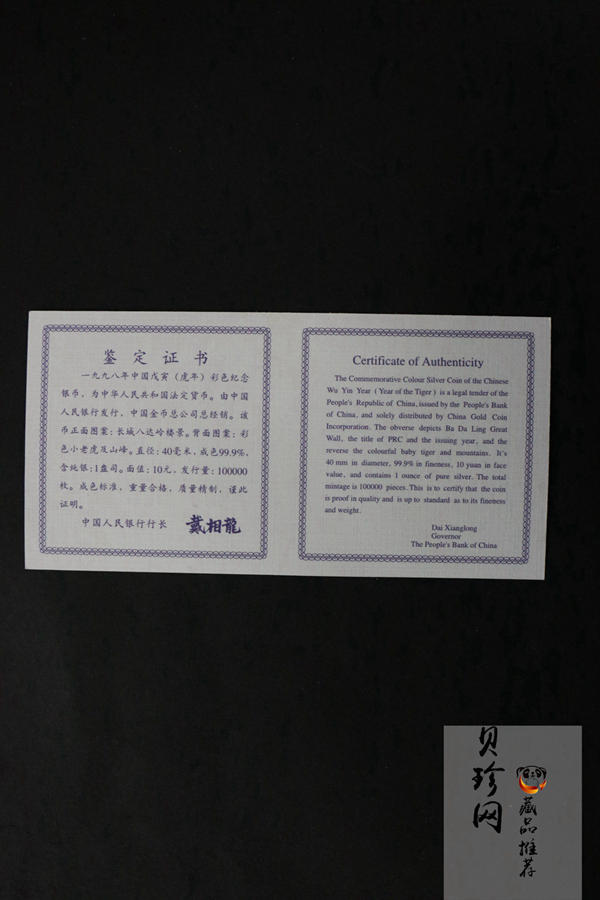 鉴定证书
一九九八年中国戊寅（虎年）彩色纪念
银币，为中华人民共和国法定货币。由中国
人民银行发行，中国金币总公司总经销。该
币正面图案：长城八达岭楼景。背面图案：彩
色小老虎及山峰。直径：40毫米，成色99.9%，
含纯银：1盎司。面值：10元，发行量：100000
枚。成色标准，重量合格，质量精制，谨此
证明。
中国人民银行行长 戴相龍
Certificate of Authenticity
The Commemorative Colour Silver Coin of the Chinese
Wu Yin Year (Year of the Tiger) is a legal tender of the
People's Republic of China, issued by the People's Bank
of China, and solely distributed by China Gold Coin
Incorporation. The obverse depicts Ba Da Ling Great
Wall, the title of PRC and the issuing year, and the
reverse the colourful baby tiger and mountains. It's
40 mm in diameter, 99.9% in fineness, 10 yuan in face
value, and contains 1 ounce of pure silver. The total
mintage is 100000 pieces. This is to certify that the coin
is proof in quality and is up to standard as to its fineness
and weight.
Dai Xianglong
Governor
The People's Bank of China
贝珍网
藏品推荐